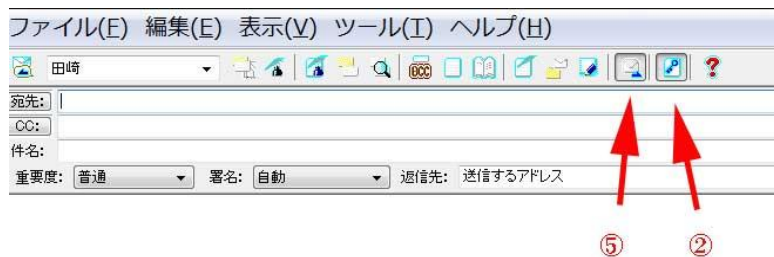 ファイル(F) 編集(E) 表示(V) ツール(T) ヘルプ(H)
田崎 BCC ?
宛先:
CC:
件名:
重要度: 普通 署名: 自動 返信先: 送信するアドレス
⑤ ②